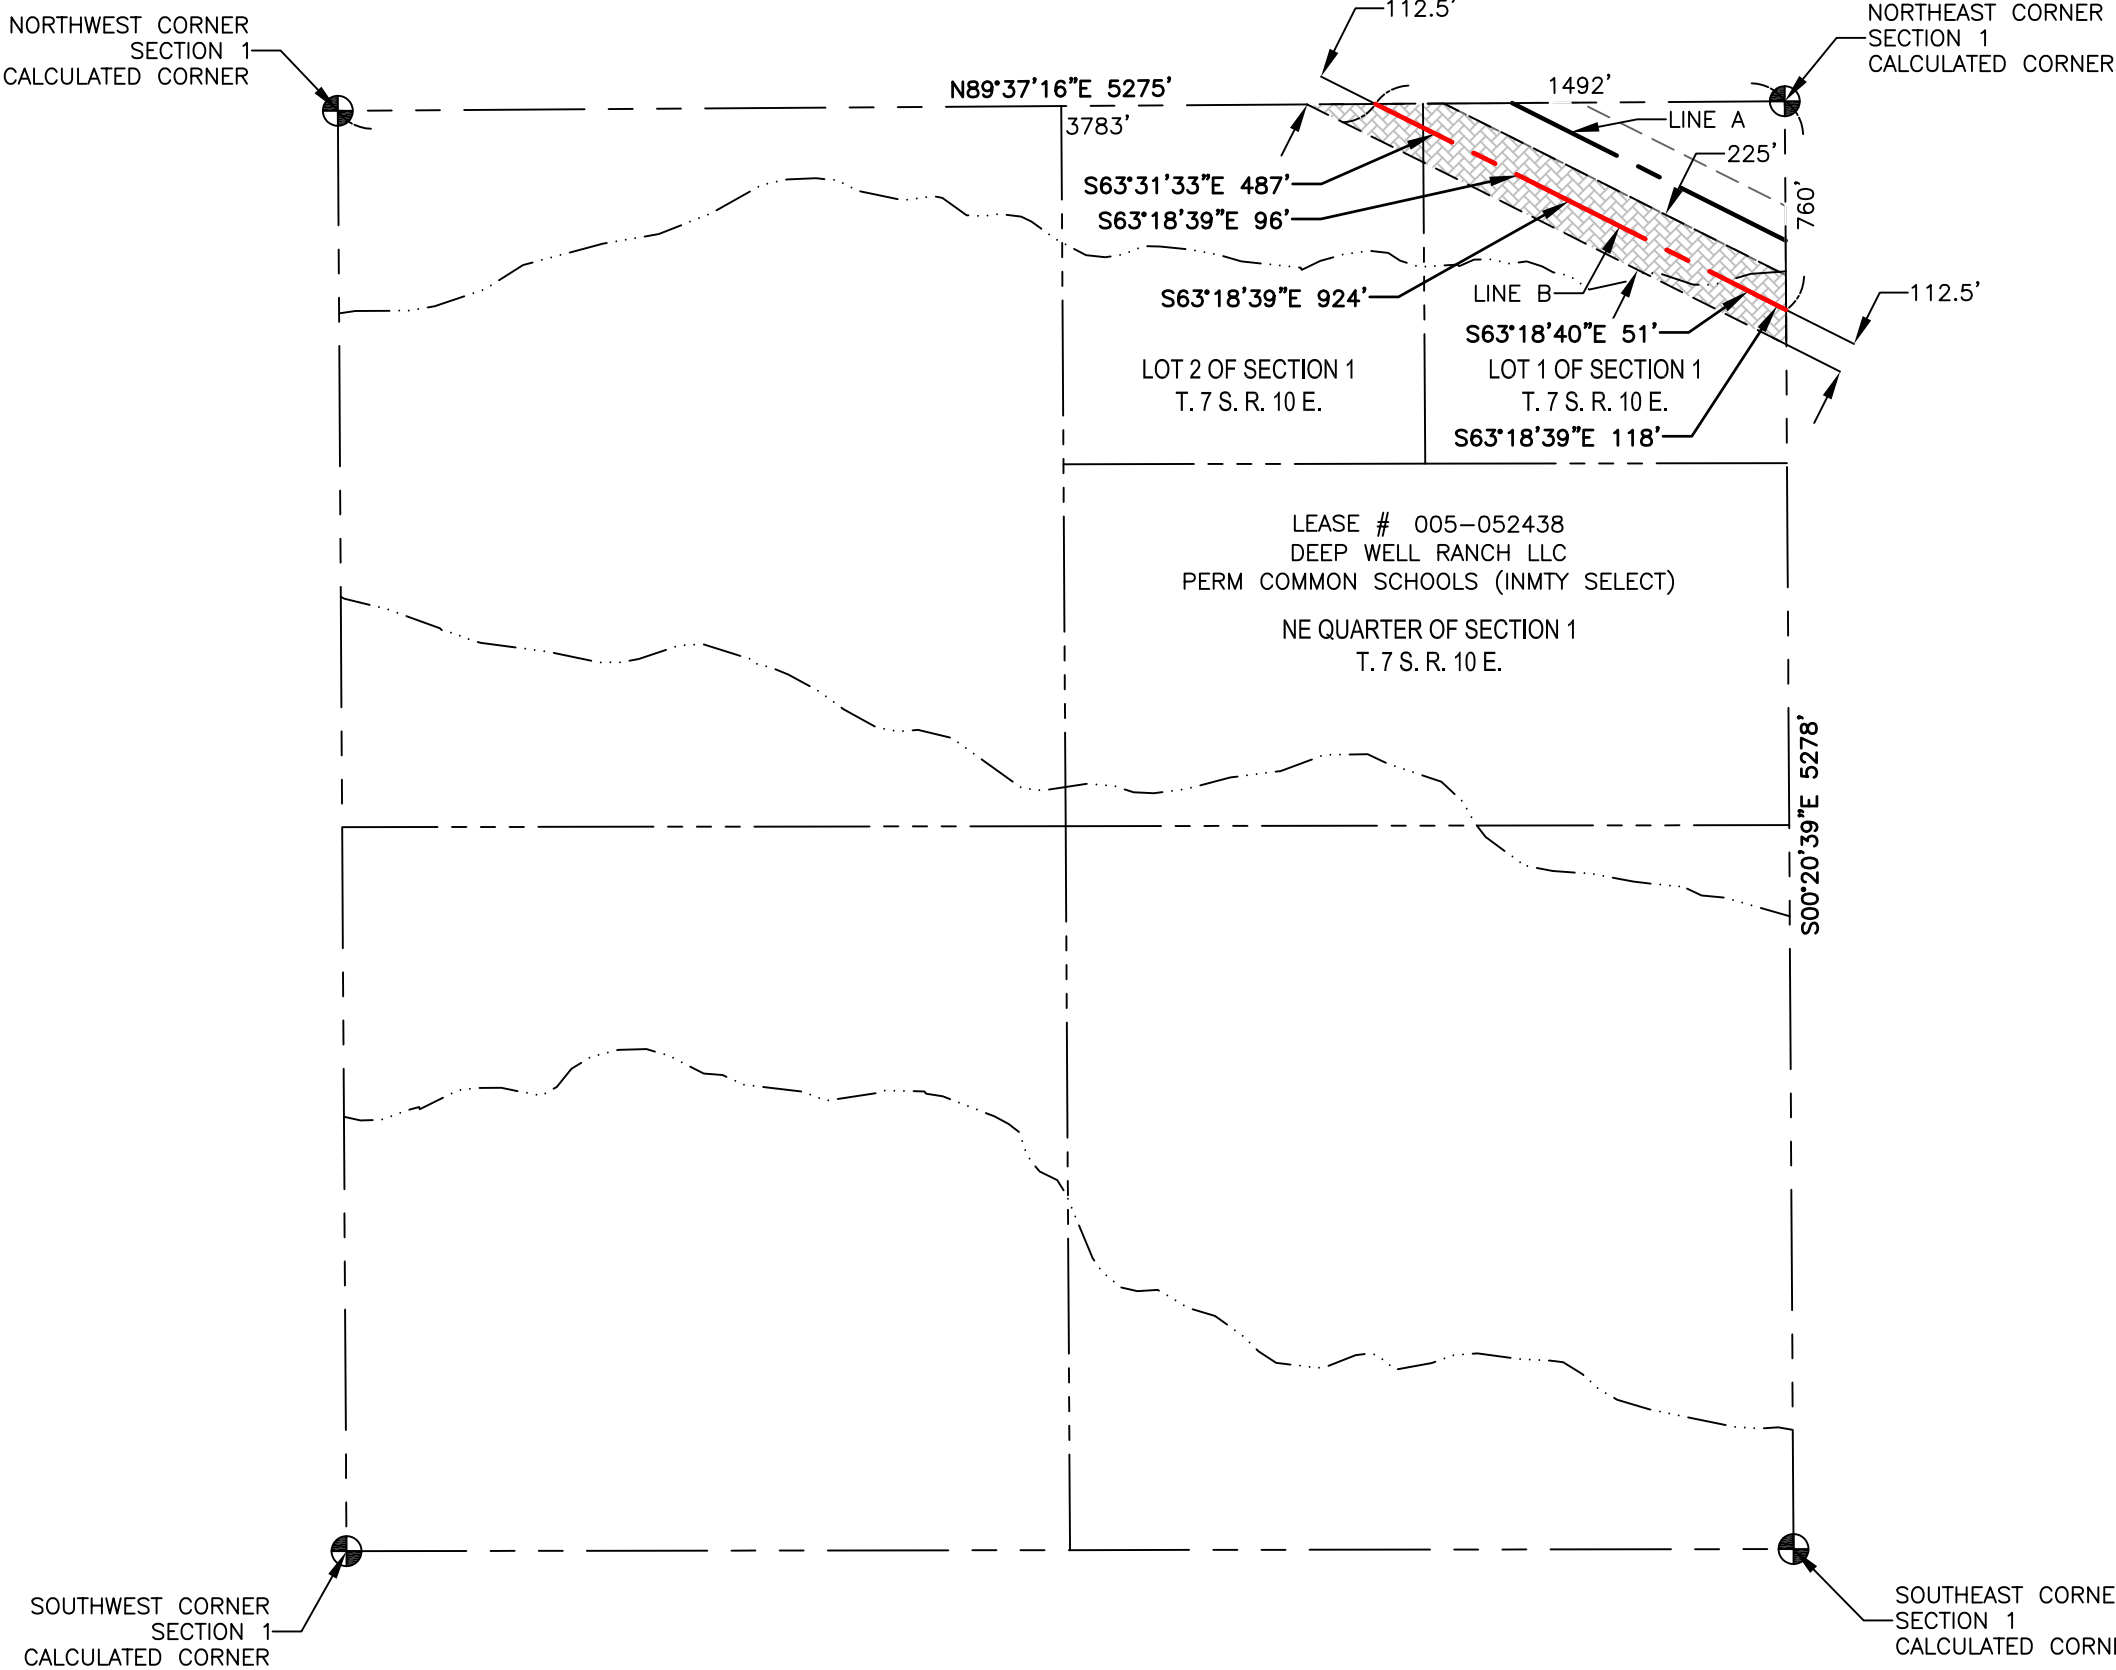 112.5'
NORTHWEST CORNER
SECTION 1
CALCULATED CORNER
NORTHEAST CORNER
SECTION 1
CALCULATED CORNER
N89°37'16"E 5275'
3783'
1492'
LINE A
225'
760'
S63°31'33"E 487'
S63°18'39"E 96'
S63°18'39"E 924'
LINE B
112.5'
S63°18'40"E 51'
LOT 2 OF SECTION 1
T. 7 S. R. 10 E.
LOT 1 OF SECTION 1
T. 7 S. R. 10 E.
S63°18'39"E 118'
LEASE # 005-052438
DEEP WELL RANCH LLC
PERM COMMON SCHOOLS (INMTY SELECT)
NE QUARTER OF SECTION 1
T. 7 S. R. 10 E.
S00°20'39"E 5278'
SOUTHWEST CORNER
SECTION 1
CALCULATED CORNER
SOUTHEAST CORNE
SECTION 1
CALCULATED CORN